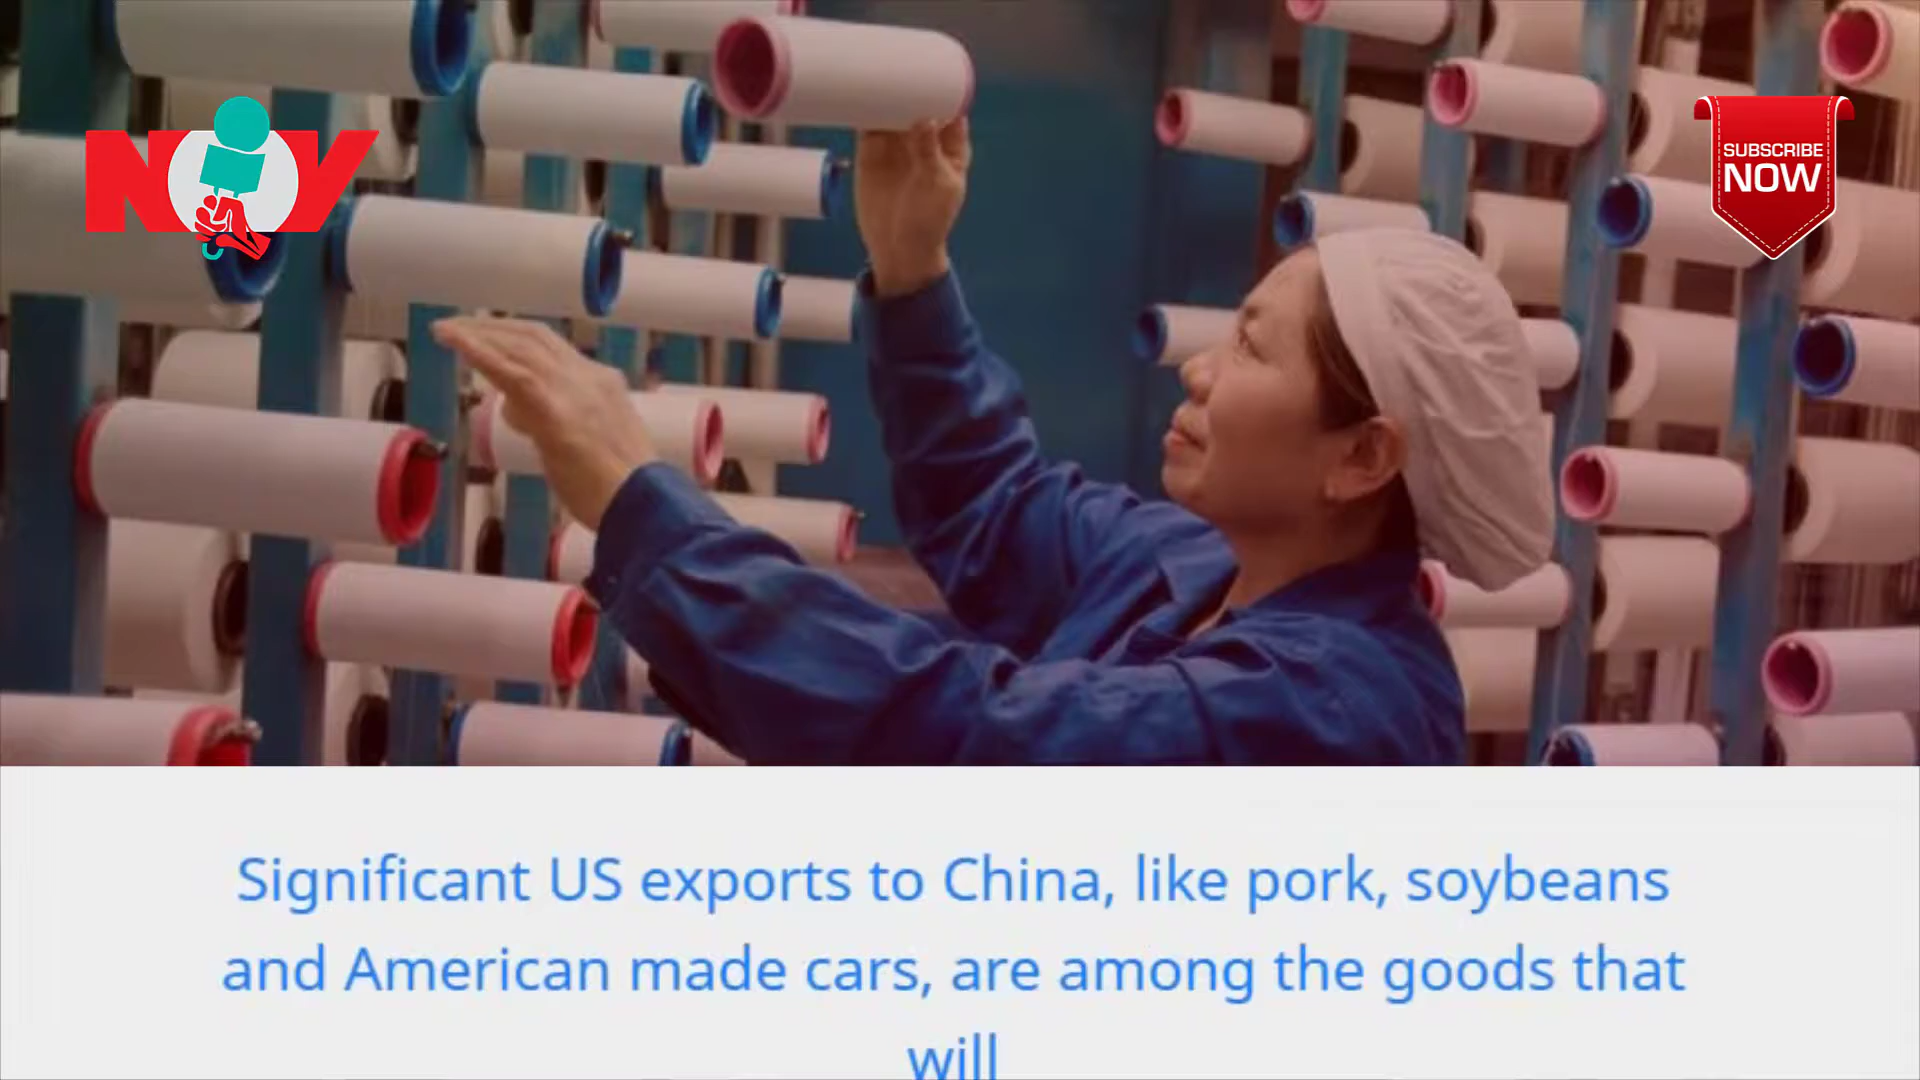 NOV
SUBSCRIBE
NOW
Significant US exports to China, like pork, soybeans
and American made cars, are among the goods that
will